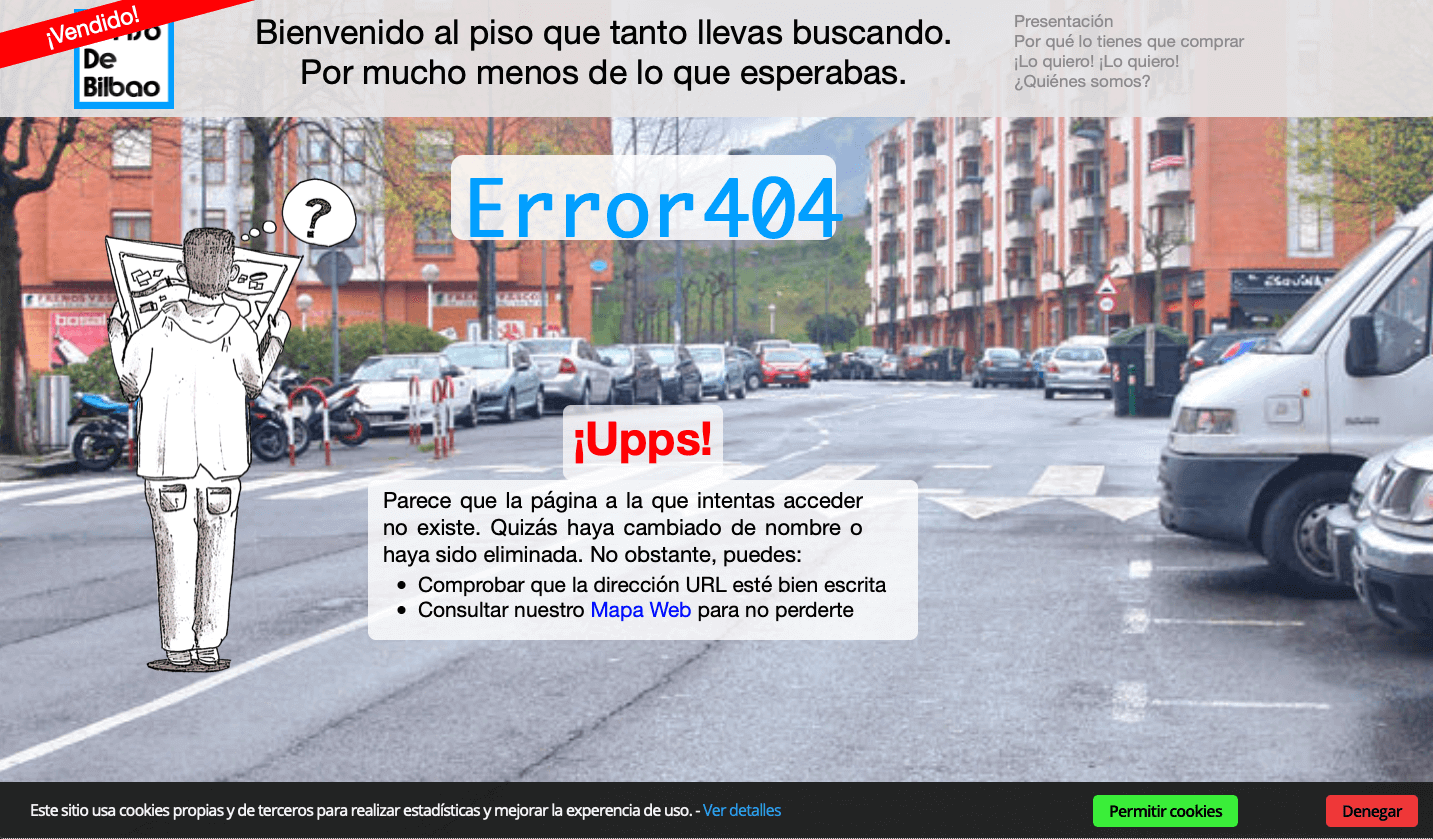 ¡Vendido!
De
Bilbao
Bienvenido al piso que tanto llevas buscando.
Por mucho menos de lo que esperabas.
Presentación
Por qué lo tienes que comprar
¡Lo quiero! ¡Lo quiero!
¿Quiénes somos?
Error404
?
FRENOS VASCO
¡Upps!
Parece que la página a la que intentas acceder
no existe. Quizás haya cambiado de nombre o
haya sido eliminada. No obstante, puedes:
• Comprobar que la dirección URL esté bien escrita
• Consultar nuestro Mapa Web para no perderte
Este sitio usa cookies propias y de terceros para realizar estadísticas y mejorar la experencia de uso. - Ver detalles
Permitir cookies
Denegar